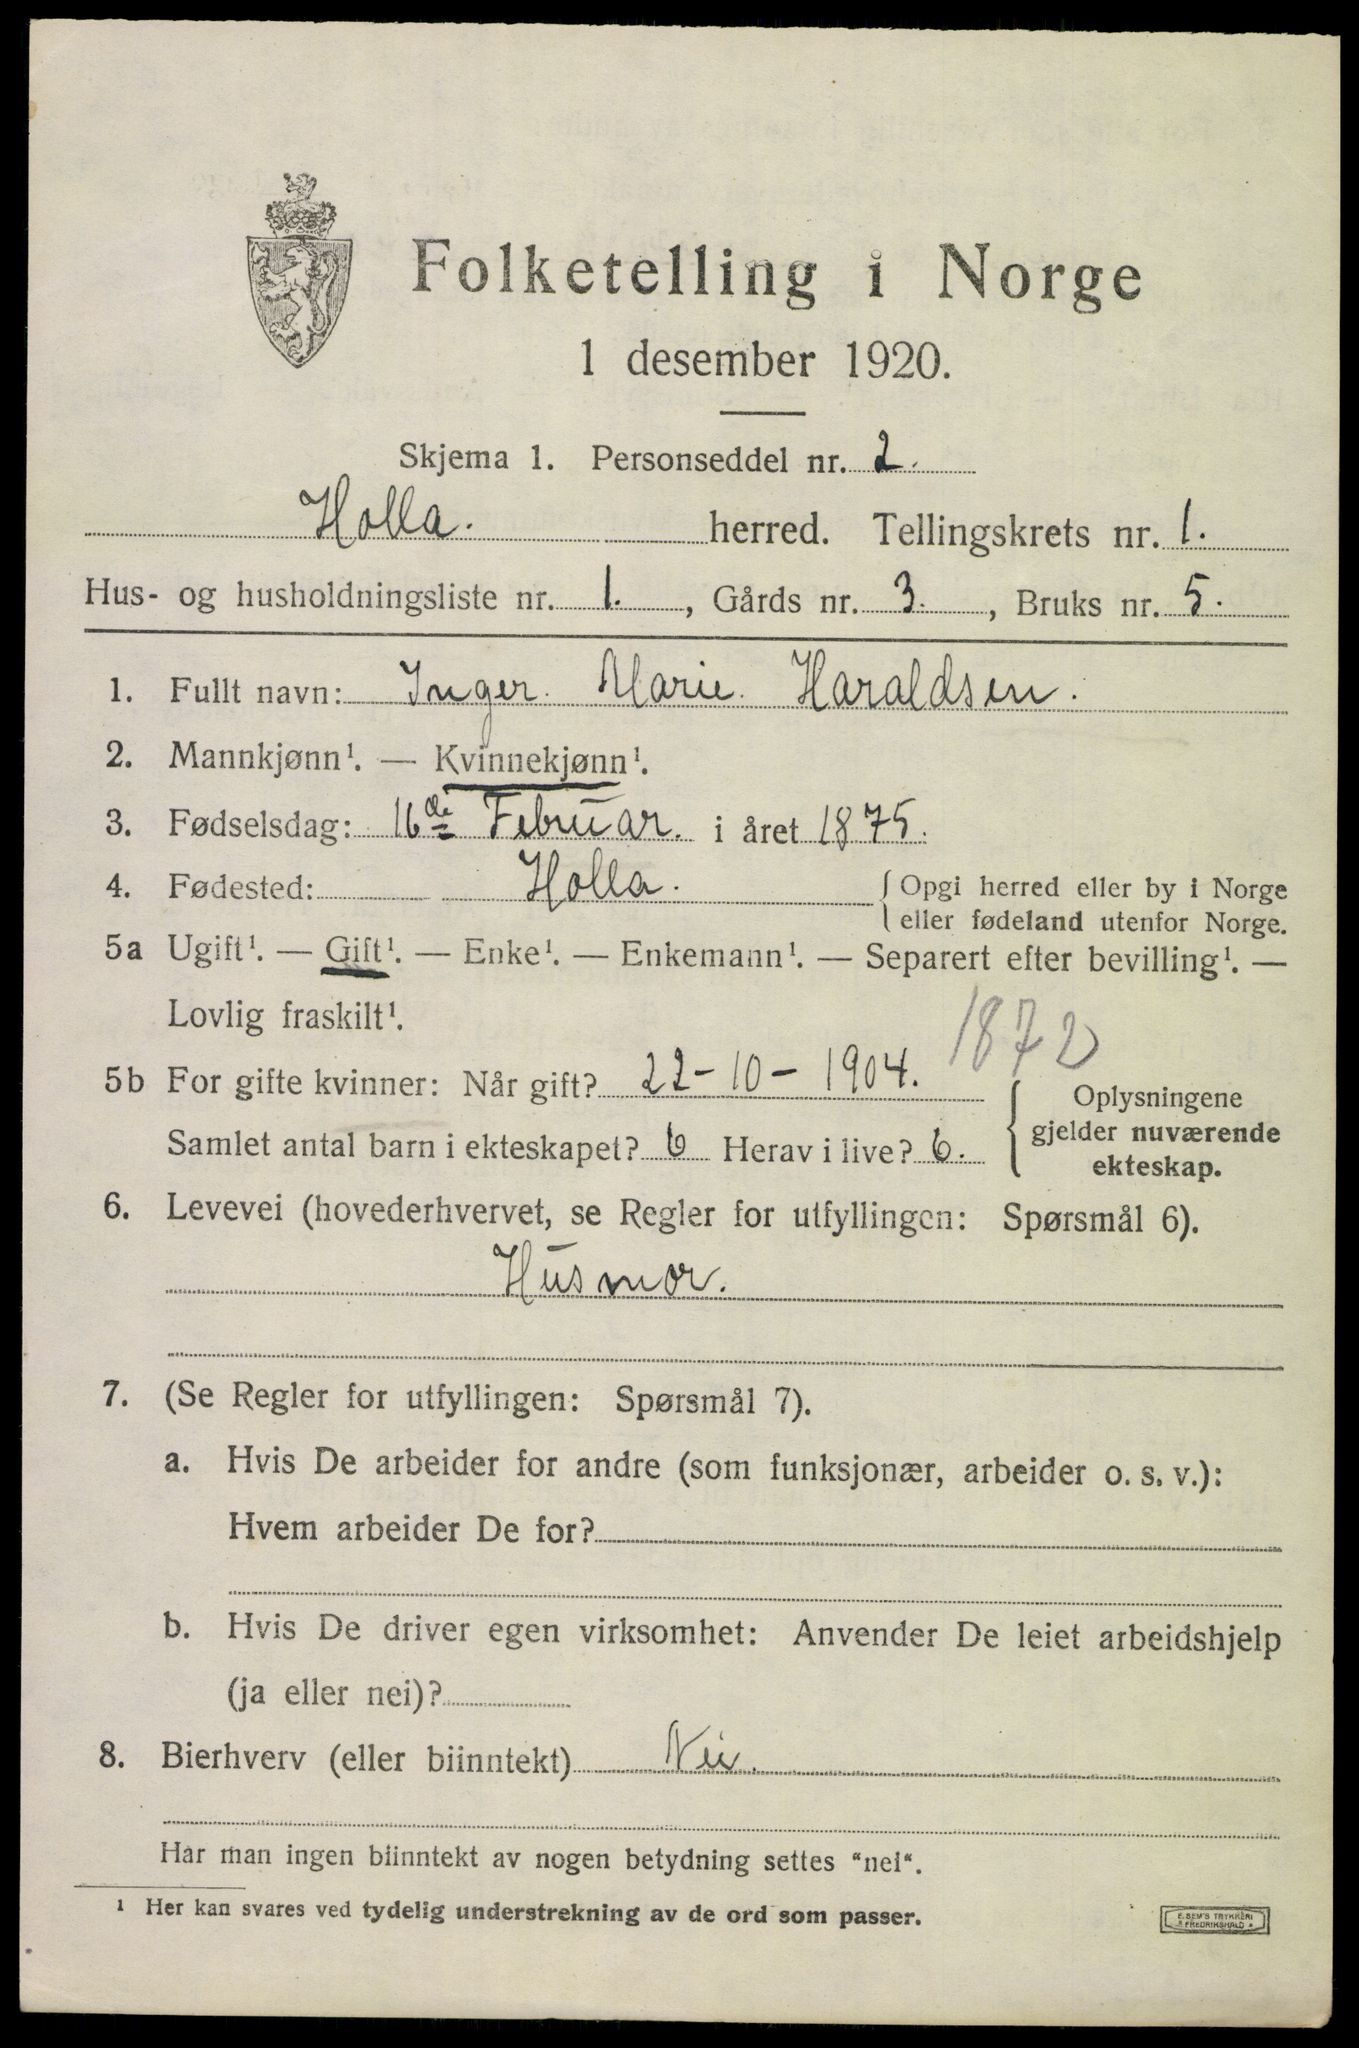 Folketelling i Norge
1 desember 1920.
Skjema 1. Personseddel nr. 2.
Holla. herred. Tellingskrets nr. 1.
Hus- og husholdningsliste nr. 1., Gårds nr. 3., Bruks nr. 5.
1. Fullt navn: Inger. Marie. Haraldsen.
2. Mannkjønn¹. — Kvinnekjønn¹.
3. Fødselsdag: 16de Februar. i året 1875.
4. Fødested: Holla. { Opgi herred eller by i Norge
eller fødeland utenfor Norge.
5a Ugift¹. — Gift¹. — Enke¹. — Enkemann¹. — Separert efter bevilling¹. —
Lovlig fraskilt¹.
1872
5b For gifte kvinner: Når gift? 22-10-1904.
Samlet antal barn i ekteskapet? 6 Herav i live? 6.
{ Oplysningene
gjelder nuværende
ekteskap.
6. Levevei (hovederhvervet, se Regler for utfyllingen: Spørsmål 6).
Husmor.
7. (Se Regler for utfyllingen: Spørsmål 7).
a. Hvis De arbeider for andre (som funksjonær, arbeider o. s. v.):
Hvem arbeider De for?
b. Hvis De driver egen virksomhet: Anvender De leiet arbeidshjelp
(ja eller nei)?
8. Bierhverv (eller biinntekt) Nei.
Har man ingen biinntekt av nogen betydning settes "nei".
¹ Her kan svares ved tydelig understrekning av de ord som passer.
E. SEM'S TRYKKERI
FREDRIKSHALD